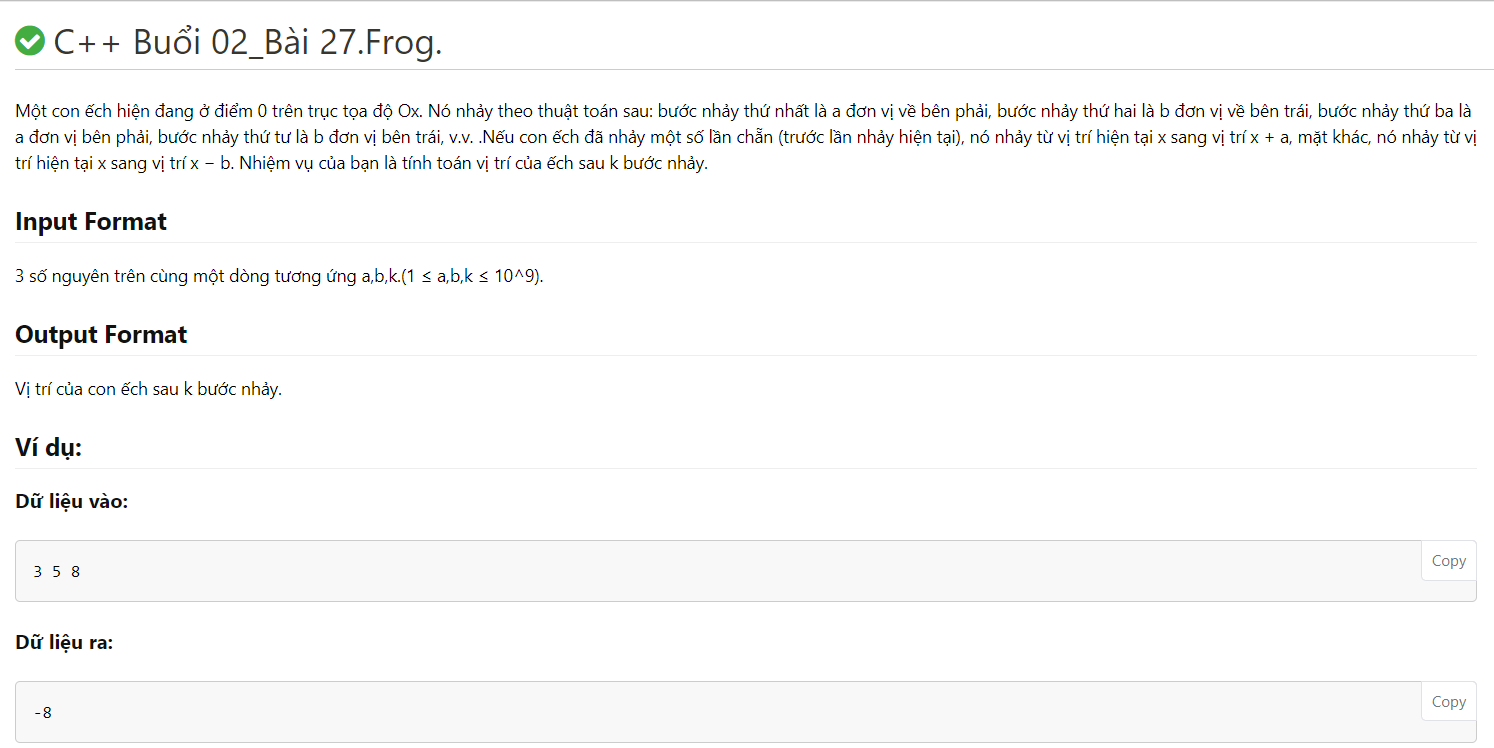 C++ Buổi 02_Bài 27.Frog.
Một con ếch hiện đang ở điểm 0 trên trục tọa độ Ox. Nó nhảy theo thuật toán sau: bước nhảy thứ nhất là a đơn vị về bên phải, bước nhảy thứ hai là b đơn vị về bên trái, bước nhảy thứ ba là
a đơn vị bên phải, bước nhảy thứ tư là b đơn vị bên trái, v.v. .Nếu con ếch đã nhảy một số lần chẵn (trước lần nhảy hiện tại), nó nhảy từ vị trí hiện tại x sang vị trí x + a, mặt khác, nó nhảy từ vị
trí hiện tại x sang vị trí x − b. Nhiệm vụ của bạn là tính toán vị trí của ếch sau k bước nhảy.
Input Format
3 số nguyên trên cùng một dòng tương ứng a,b,k.(1 ≤ a,b,k ≤ 10^9).
Output Format
Vị trí của con ếch sau k bước nhảy.
Ví dụ:
Dữ liệu vào:
Copy
3 5 8
Dữ liệu ra:
Copy
-8